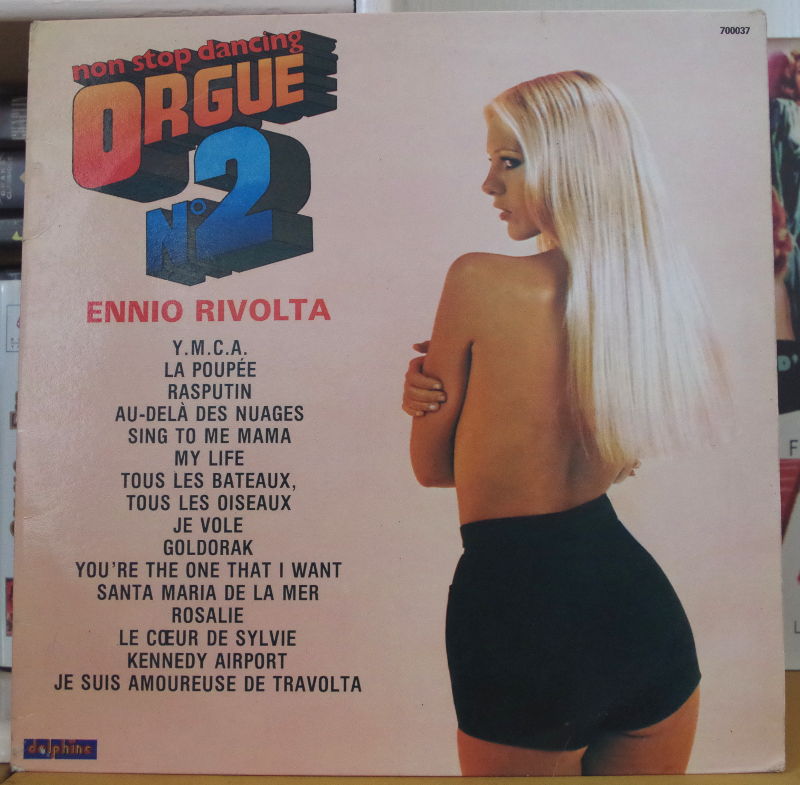 700037
non stop dancing
ORGUE
N°2
ENNIO RIVOLTA
Y.M.C.A.
LA POUPÉE
RASPUTIN
AU-DELÀ DES NUAGES
SING TO ME MAMA
MY LIFE
TOUS LES BATEAUX,
TOUS LES OISEAUX
JE VOLE
GOLDORAK
YOU'RE THE ONE THAT I WANT
SANTA MARIA DE LA MER
ROSALIE
LE CŒUR DE SYLVIE
KENNEDY AIRPORT
JE SUIS AMOUREUSE DE TRAVOLTA
delphine